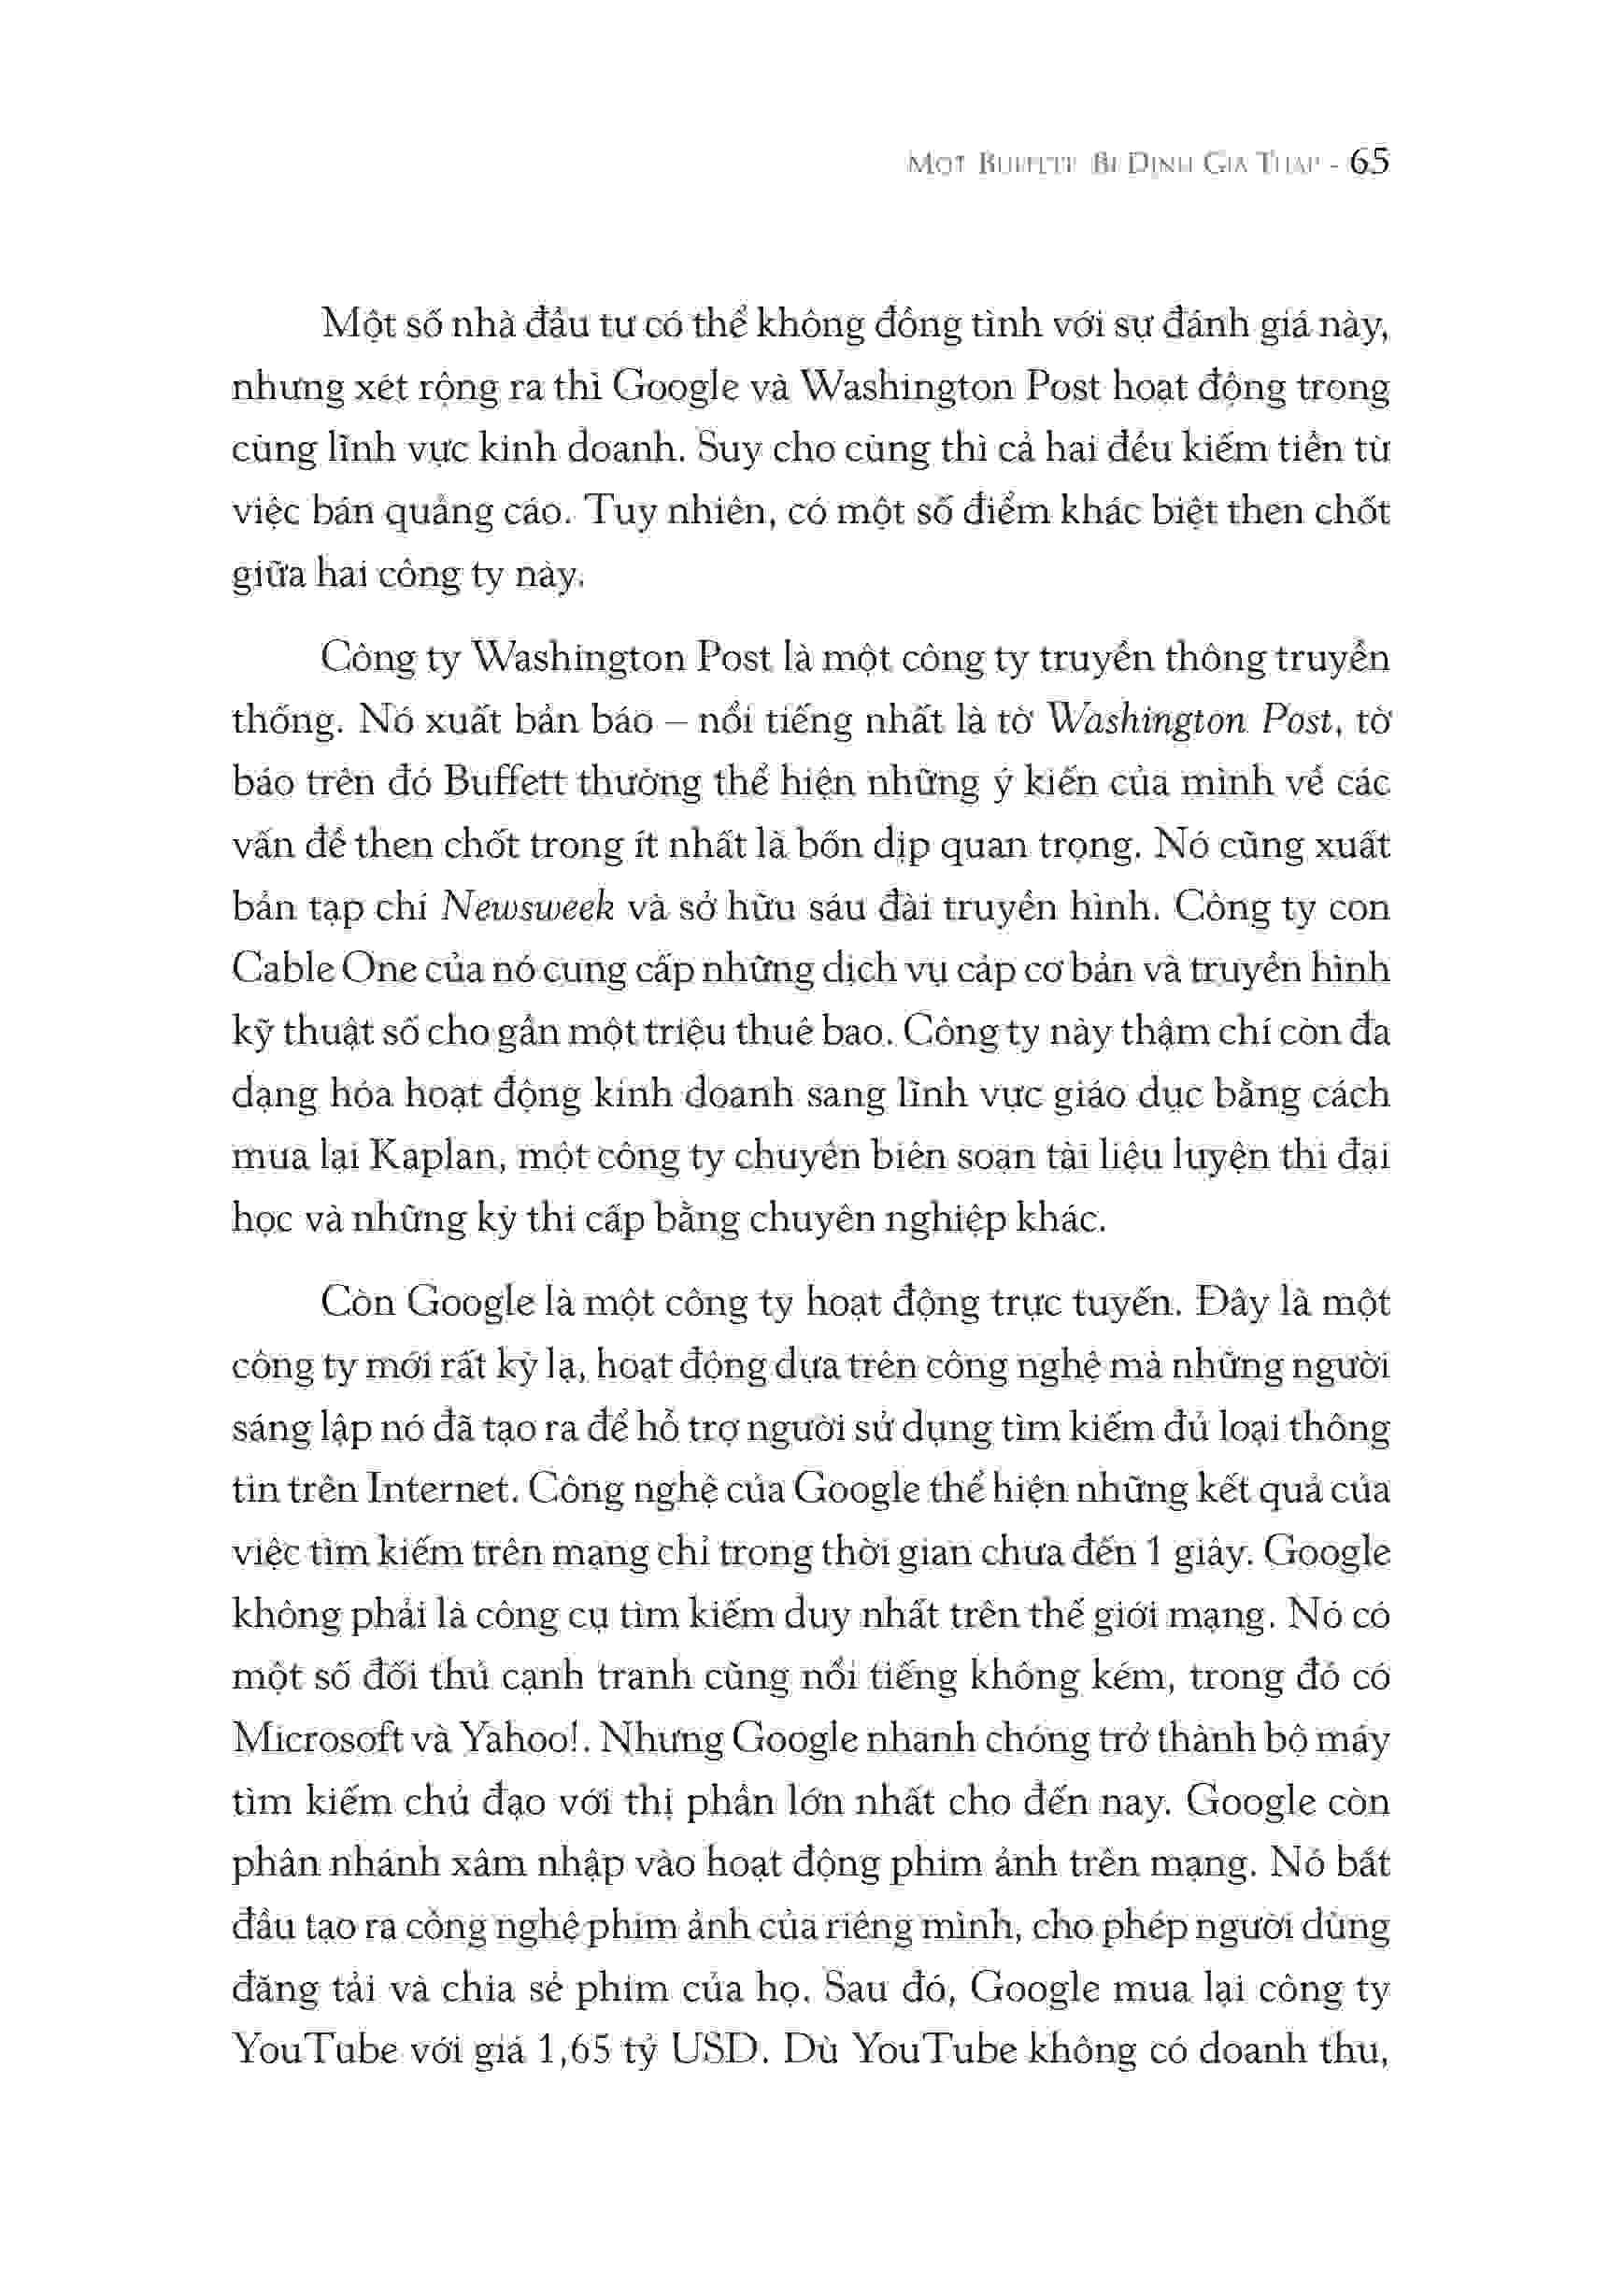 MỘT BUFFETT BỊ ĐỊNH GIÁ THẤP - 65
Một số nhà đầu tư có thể không đồng tình với sự đánh giá này,
nhưng xét rộng ra thì Google và Washington Post hoạt động trong
cùng lĩnh vực kinh doanh. Suy cho cùng thì cả hai đều kiếm tiền từ
việc bán quảng cáo. Tuy nhiên, có một số điểm khác biệt then chốt
giữa hai công ty này.
Công ty Washington Post là một công ty truyền thông truyền
thống. Nó xuất bản báo – nổi tiếng nhất là tờ Washington Post, tờ
báo trên đó Buffett thường thể hiện những ý kiến của mình về các
vấn đề then chốt trong ít nhất là bốn dịp quan trọng. Nó cũng xuất
bản tạp chí Newsweek và sở hữu sáu đài truyền hình. Công ty con
Cable One của nó cung cấp những dịch vụ cáp cơ bản và truyền hình
kỹ thuật số cho gần một triệu thuê bao. Công ty này thậm chí còn đa
dạng hóa hoạt động kinh doanh sang lĩnh vực giáo dục bằng cách
mua lại Kaplan, một công ty chuyên biên soạn tài liệu luyện thi đại
học và những kỳ thi cấp bằng chuyên nghiệp khác.
Còn Google là một công ty hoạt động trực tuyến. Đây là một
công ty mới rất kỳ lạ, hoạt động dựa trên công nghệ mà những người
sáng lập nó đã tạo ra để hỗ trợ người sử dụng tìm kiếm đủ loại thông
tin trên Internet. Công nghệ của Google thể hiện những kết quả của
việc tìm kiếm trên mạng chỉ trong thời gian chưa đến 1 giây. Google
không phải là công cụ tìm kiếm duy nhất trên thế giới mạng. Nó có
một số đối thủ cạnh tranh cũng nổi tiếng không kém, trong đó có
Microsoft và Yahoo!. Nhưng Google nhanh chóng trở thành bộ máy
tìm kiếm chủ đạo với thị phần lớn nhất cho đến nay. Google còn
phân nhánh xâm nhập vào hoạt động phim ảnh trên mạng. Nó bắt
đầu tạo ra công nghệ phim ảnh của riêng mình, cho phép người dùng
đăng tải và chia sẻ phim của họ. Sau đó, Google mua lại công ty
YouTube với giá 1,65 tỷ USD. Dù YouTube không có doanh thu,